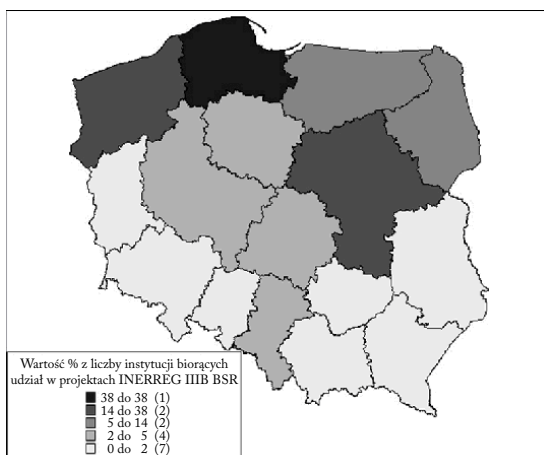 Wartość % z liczby instytucji biorących
udział w projektach INERREG IIIB BSR
38 do 38 (1)
14 do 38 (2)
5 do 14 (2)
2 do 5 (4)
0 do 2 (7)